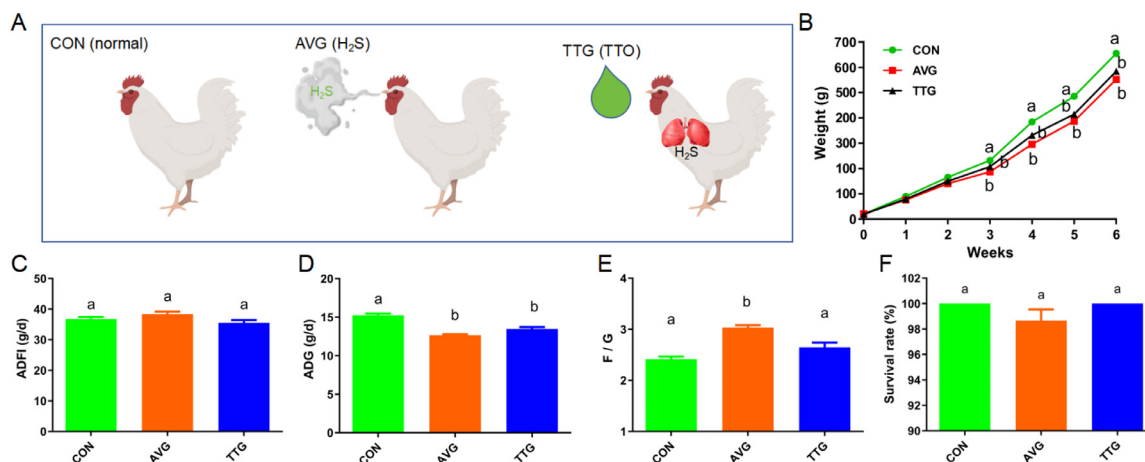 A
CON (normal)
AVG (H₂S)
TTG (TTO)
H₂S
H₂S
B
CON
AVG
TTG
Weight (g)
700
600
500
200
100
100
0
a
a
a
a
b
b
b
b
b
b
b
b
0 1 2 3 4 5 6
Weeks
C
ADFI (g/d)
50
40
30
20
10
0
a a a
CON AVG TTG
D
ADG (g/d)
20
15
10
5
0
a b b
CON AVG TTG
E
F / G
4
3
2
1
a b a
CON AVG TTG
F
Survival rate (%)
102
100
98
96
94
92
90
a a a
CON AVG TTG